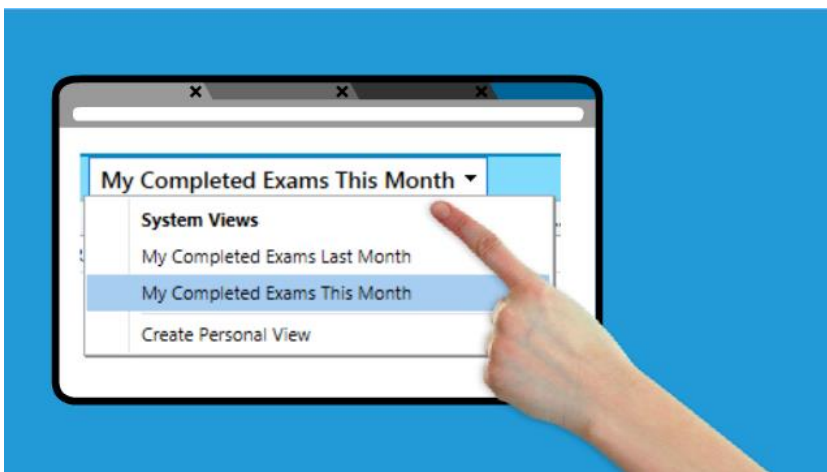 My Completed Exams This Month
System Views
My Completed Exams Last Month
My Completed Exams This Month
Create Personal View